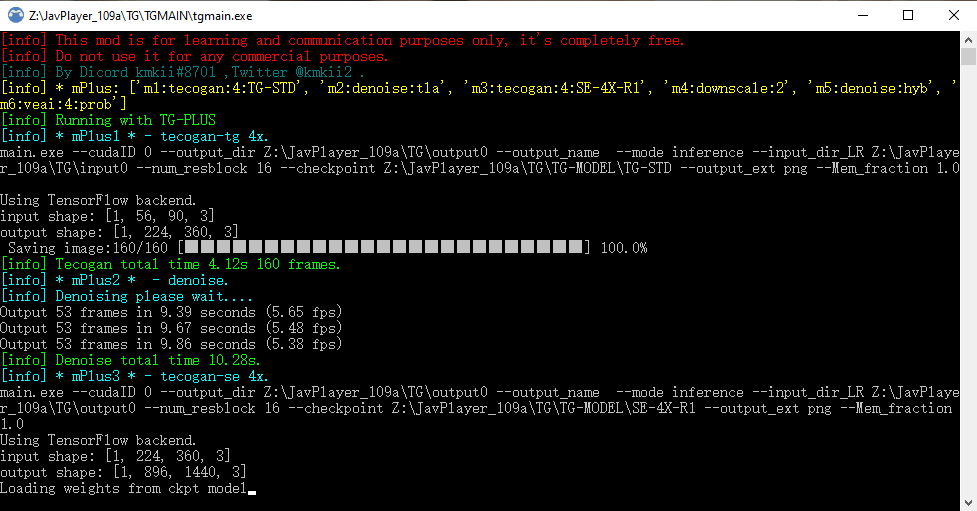 Z:\JavPlayer_109a\TG\TGMAIN\tgmain.exe
[info] This mod is for learning and communication purposes only, it's completely free.
[info] Do not use it for any commercial purposes.
[info] By Dicord kmkii#8701 ,Twitter @kmkii2 .
[info] * mPlus: ['m1:tecogan:4:TG-STD', 'm2:denoise:t1a', 'm3:tecogan:4:SE-4X-R1', 'm4:downscale:2', 'm5:denoise:hyb', '
m6:veai:4:prob']
[info] Running with TG-PLUS
[info] * mPlus1 * - tecogan-tg 4x.
main.exe --cudaID 0 --output_dir Z:\JavPlayer_109a\TG\output0 --output_name  --mode inference --input_dir_LR Z:\JavPlaye
r_109a\TG\input0 --num_resblock 16 --checkpoint Z:\JavPlayer_109a\TG\TG-MODEL\TG-STD --output_ext png --Mem_fraction 1.0
Using TensorFlow backend.
input shape: [1, 56, 90, 3]
output shape: [1, 224, 360, 3]
Saving image:160/160 [■■■■■■■■■■■■■■■■■■■■■■■■■] 100.0%
[info] Tecogan total time 4.12s 160 frames.
[info] * mPlus2 *  - denoise.
[info] Denoising please wait....
Output 53 frames in 9.39 seconds (5.65 fps)
Output 53 frames in 9.67 seconds (5.48 fps)
Output 53 frames in 9.86 seconds (5.38 fps)
[info] Denoise total time 10.28s.
[info] * mPlus3 * - tecogan-se 4x.
main.exe --cudaID 0 --output_dir Z:\JavPlayer_109a\TG\output0 --output_name  --mode inference --input_dir_LR Z:\JavPlaye
r_109a\TG\output0 --num_resblock 16 --checkpoint Z:\JavPlayer_109a\TG\TG-MODEL\SE-4X-R1 --output_ext png --Mem_fraction
1.0
Using TensorFlow backend.
input shape: [1, 224, 360, 3]
output shape: [1, 896, 1440, 3]
Loading weights from ckpt model